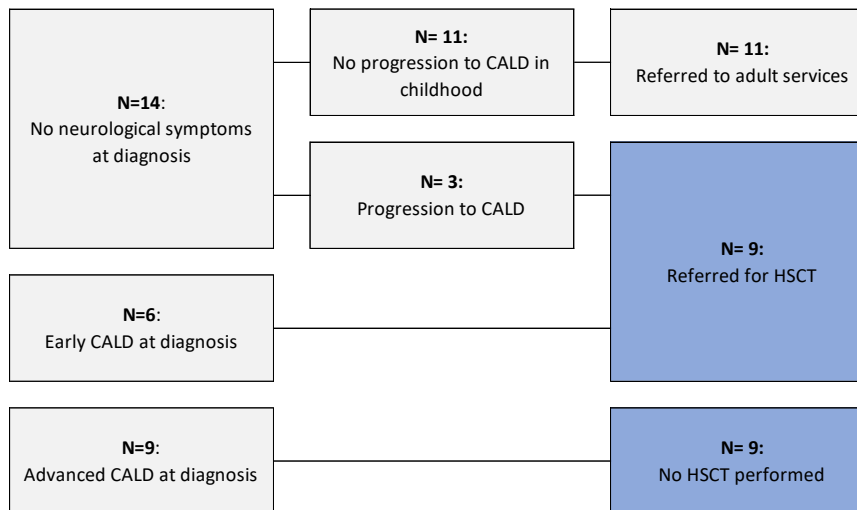 N=14:
No neurological symptoms
at diagnosis
N= 11:
No progression to CALD in
childhood
N= 11:
Referred to adult services
N= 3:
Progression to CALD
N= 9:
Referred for HSCT
N=6:
Early CALD at diagnosis
N=9:
Advanced CALD at diagnosis
N= 9:
No HSCT performed